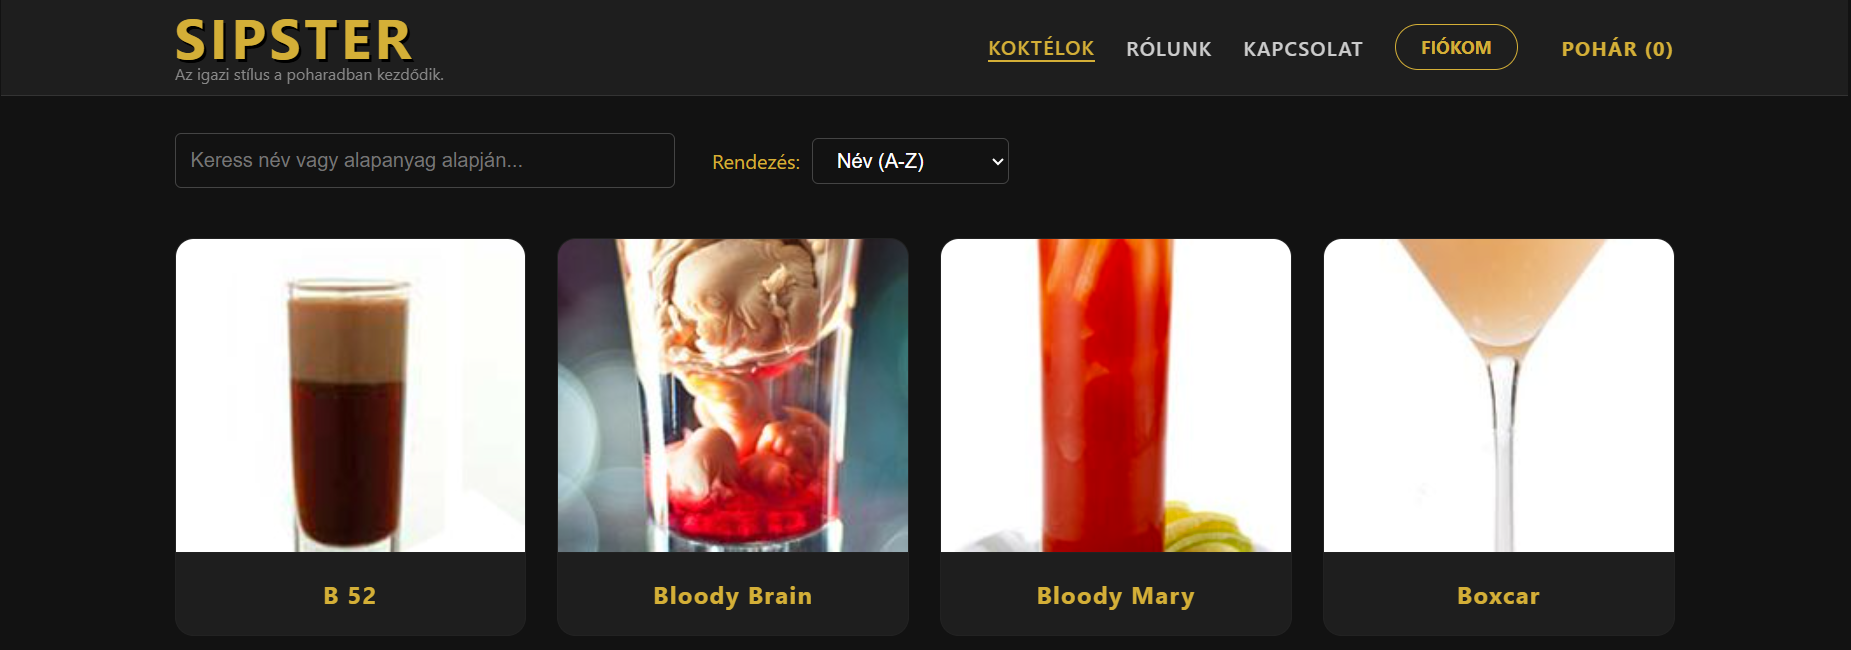 SIPSTER
Az igazi stílus a poharadban kezdődik.
KOKTÉLOK
RÓLUNK
KAPCSOLAT
FIÓKOM
POHÁR (0)
Keress név vagy alapanyag alapján...
Rendezés:
Név (A-Z)
B 52
Bloody Brain
Bloody Mary
Boxcar